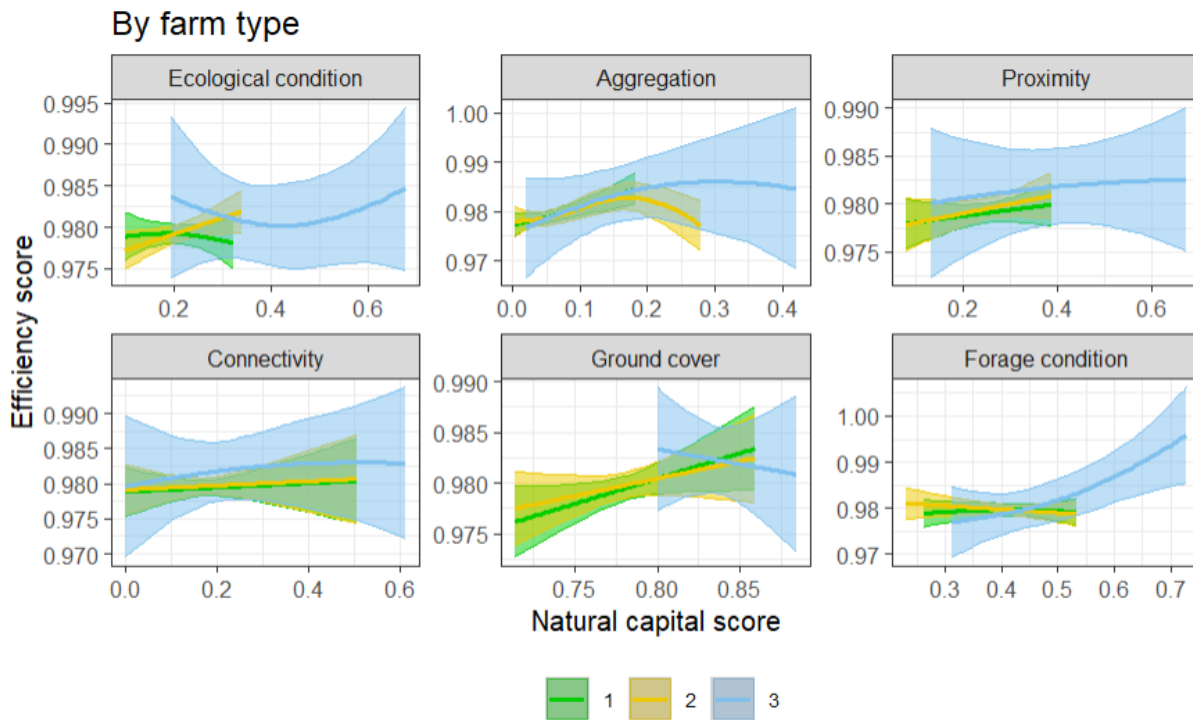 By farm type
Ecological condition
Aggregation
Proximity
0.995
0.990
0.985
0.980
0.975
1.00
0.99
0.98
0.97
0.990
0.985
0.980
0.975
0.2 0.4 0.6
0.0 0.1 0.2 0.3 0.4
0.2 0.4 0.6
Efficiency score
Connectivity
Ground cover
Forage condition
0.990
0.985
0.980
0.975
0.970
0.990
0.985
0.980
0.975
1.00
0.99
0.98
0.97
0.0 0.2 0.4 0.6
0.75 0.80 0.85
0.3 0.4 0.5 0.6 0.7
Natural capital score
1 2 3